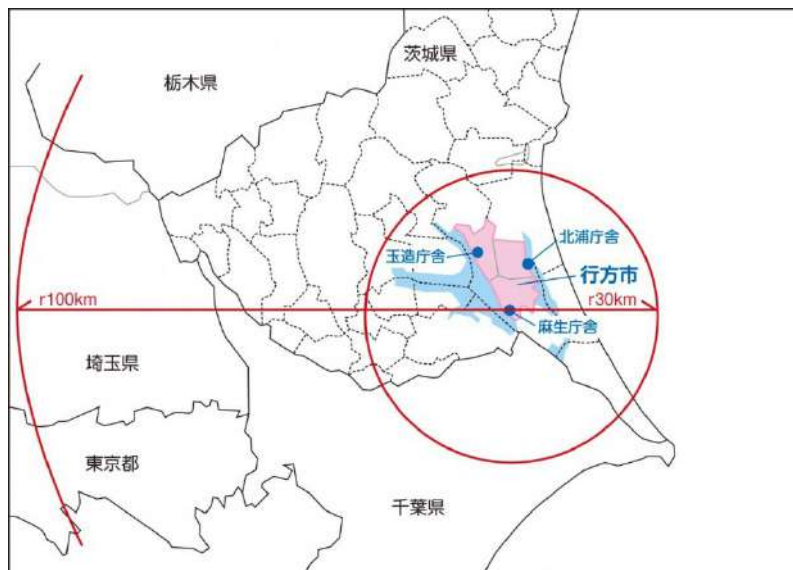 茨城県
栃木県
北浦庁舎
玉造庁舎
行方市
r100km
r30km
麻生庁舎
埼玉県
東京都
千葉県